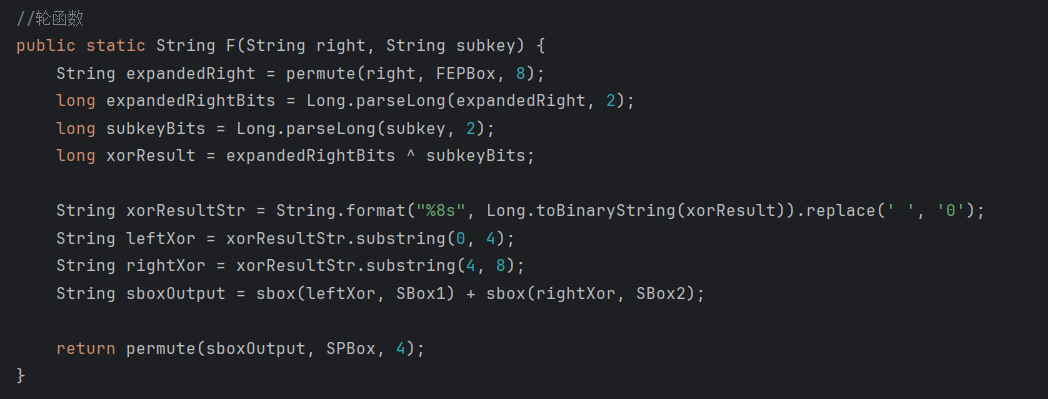 //轮函数
public static String F(String right, String subkey) {
    String expandedRight = permute(right, FEPBox, 8);
    long expandedRightBits = Long.parseLong(expandedRight, 2);
    long subkeyBits = Long.parseLong(subkey, 2);
    long xorResult = expandedRightBits ^ subkeyBits;

    String xorResultStr = String.format("%8s", Long.toBinaryString(xorResult)).replace(' ', '0');
    String leftXor = xorResultStr.substring(0, 4);
    String rightXor = xorResultStr.substring(4, 8);
    String sboxOutput = sbox(leftXor, SBox1) + sbox(rightXor, SBox2);

    return permute(sboxOutput, SPBox, 4);
}